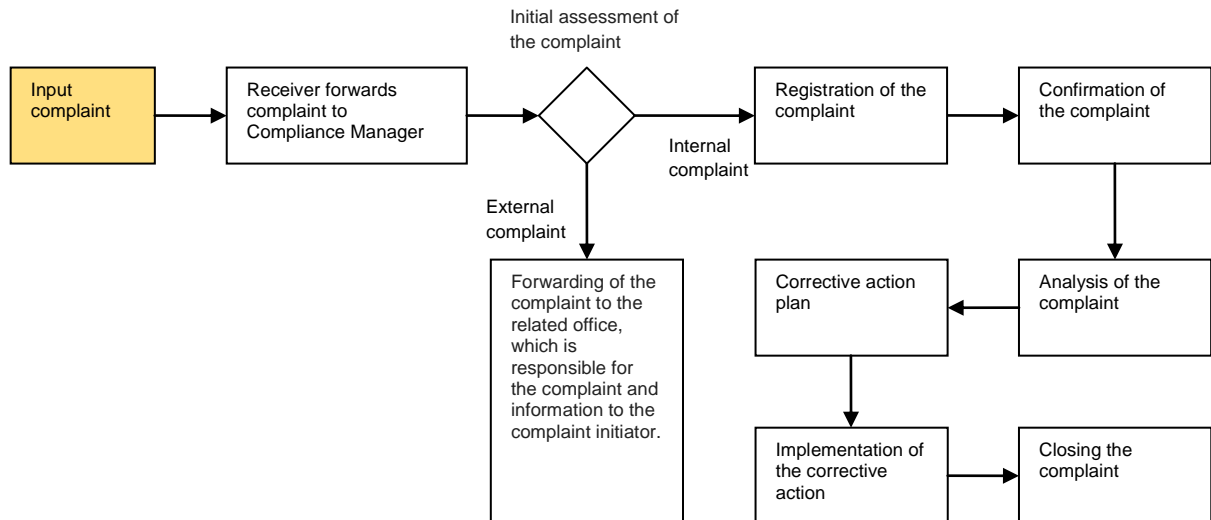 Initial assessment of
the complaint
Input
complaint
Receiver forwards
complaint to
Compliance Manager
Registration of the
complaint
Confirmation of
the complaint
Internal
complaint
External
complaint
Forwarding of the
complaint to the
related office,
which is
responsible for
the complaint and
information to the
complaint initiator.
Corrective action
plan
Analysis of the
complaint
Implementation of
the corrective
action
Closing the
complaint